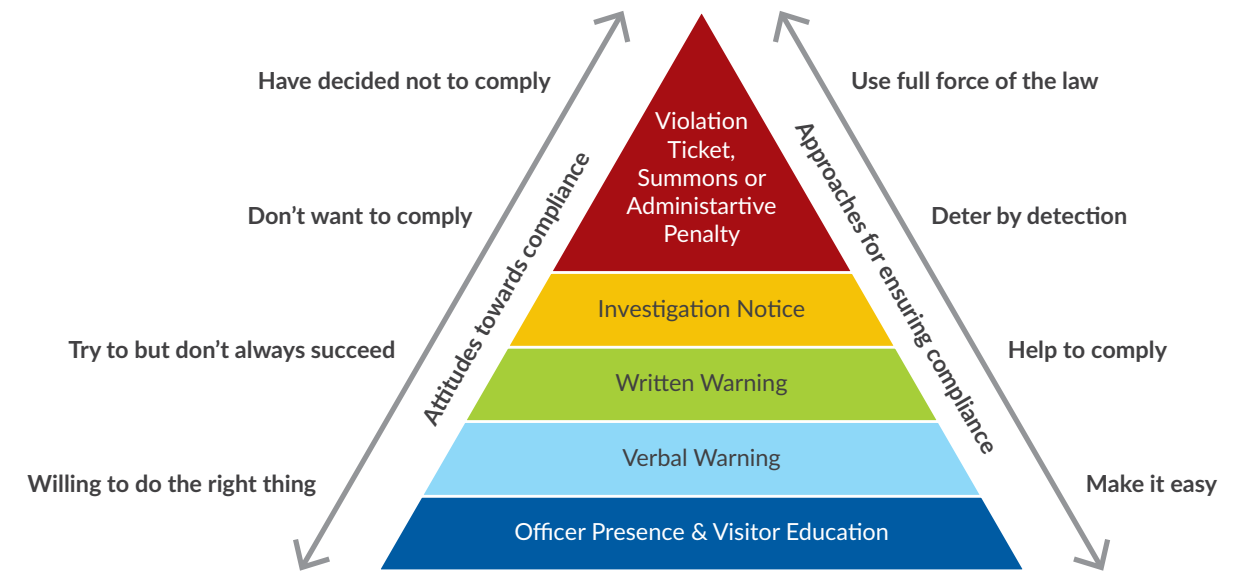 Have decided not to comply
Use full force of the law
Violation
Ticket,
Summons or
Administartive
Penalty
Attitudes towards compliance
Approaches for ensuring compliance
Don't want to comply
Deter by detection
Investigation Notice
Try to but don't always succeed
Help to comply
Written Warning
Verbal Warning
Willing to do the right thing
Make it easy
Officer Presence & Visitor Education